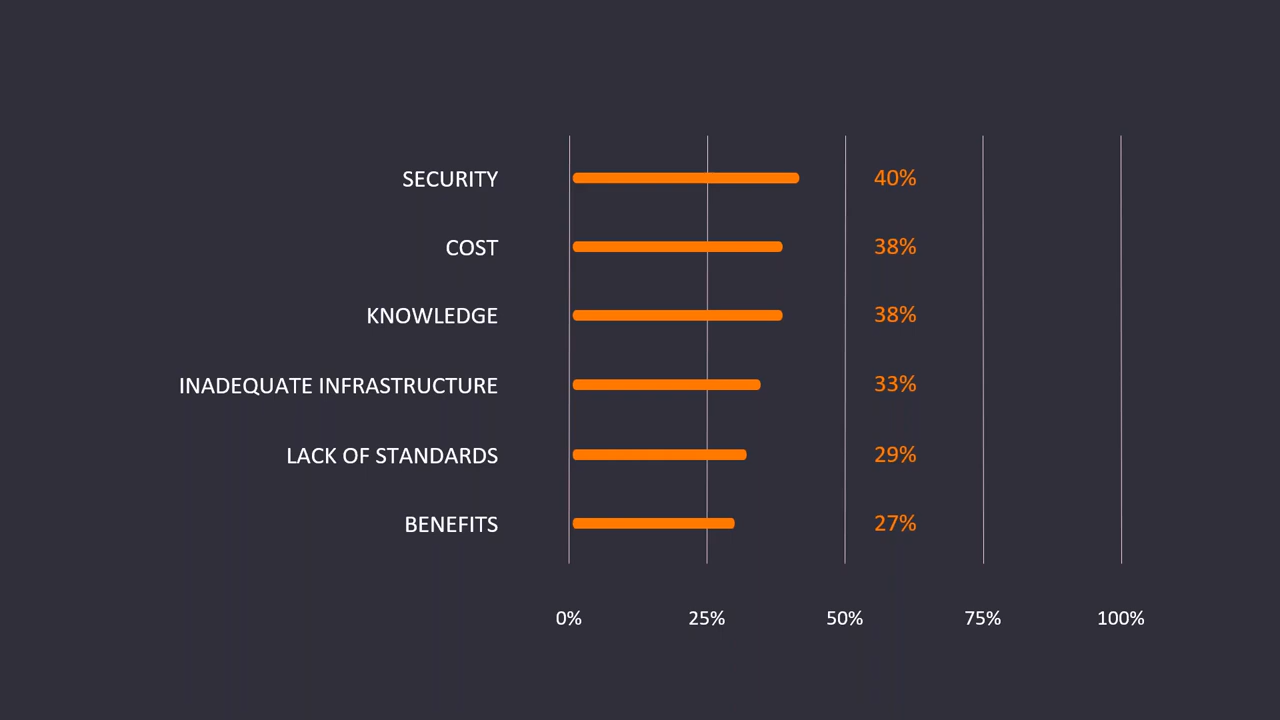 SECURITY 40%
COST 38%
KNOWLEDGE 38%
INADEQUATE INFRASTRUCTURE 33%
LACK OF STANDARDS 29%
BENEFITS 27%
0% 25% 50% 75% 100%